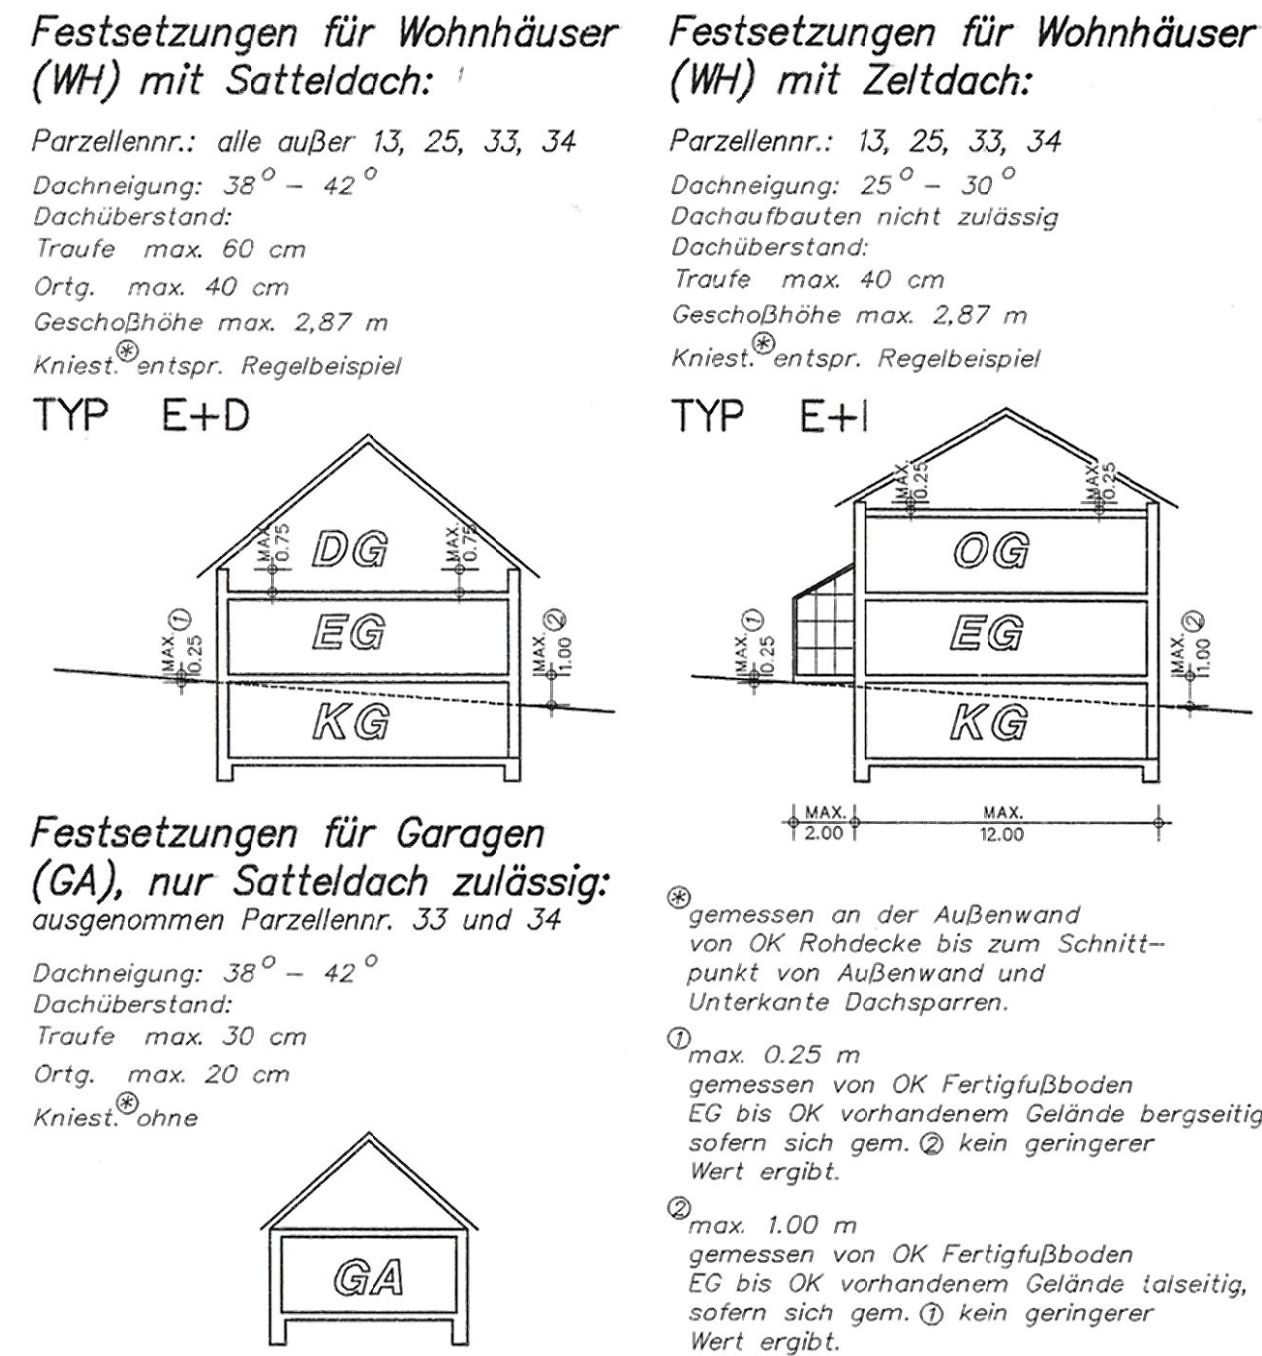 Festsetzungen für Wohnhäuser
(WH) mit Satteldach:
Parzellennr.: alle außer 13, 25, 33, 34
Dachneigung: 38° – 42°
Dachüberstand:
Traufe max. 60 cm
Ortg. max. 40 cm
Geschoßhöhe max. 2,87 m
Kniest.(*) entspr. Regelbeispiel
TYP E+D
MAX. 0.75
MAX. 0.75
DG
MAX. 0.25 ①
EG
MAX. 1.00 ②
KG
Festsetzungen für Garagen
(GA), nur Satteldach zulässig:
ausgenommen Parzellennr. 33 und 34
Dachneigung: 38° – 42°
Dachüberstand:
Traufe max. 30 cm
Ortg. max. 20 cm
Kniest.(*) ohne
GA
Festsetzungen für Wohnhäuser
(WH) mit Zeltdach:
Parzellennr.: 13, 25, 33, 34
Dachneigung: 25° – 30°
Dachaufbauten nicht zulässig
Dachüberstand:
Traufe max. 40 cm
Geschoßhöhe max. 2,87 m
Kniest.(*) entspr. Regelbeispiel
TYP E+I
MAX. 0.25
MAX. 0.25
OG
MAX. 0.25 ①
EG
MAX. 1.00 ②
KG
MAX. 2.00
MAX. 12.00
(*)
gemessen an der Außenwand
von OK Rohdecke bis zum Schnitt–
punkt von Außenwand und
Unterkante Dachsparren.
①
max. 0.25 m
gemessen von OK Fertigfußboden
EG bis OK vorhandenem Gelände bergseitig
sofern sich gem. ② kein geringerer
Wert ergibt.
②
max. 1.00 m
gemessen von OK Fertigfußboden
EG bis OK vorhandenem Gelände talseitig,
sofern sich gem. ① kein geringerer
Wert ergibt.